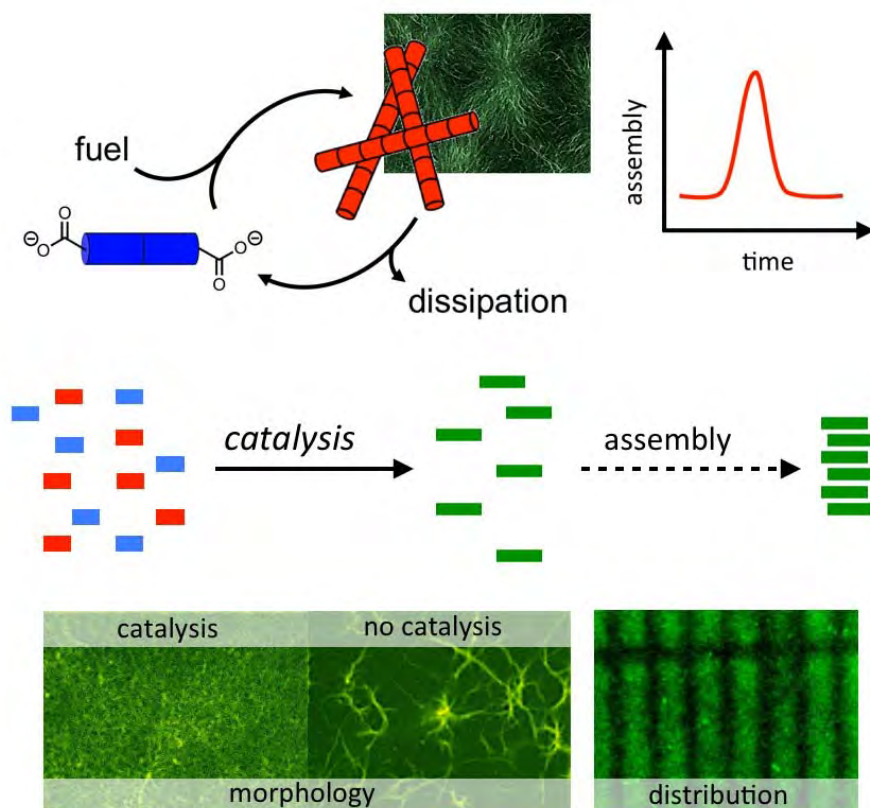 fuel
⊖
O
O
O
O
⊖
dissipation
assembly
time
catalysis
assembly
catalysis
no catalysis
morphology
distribution